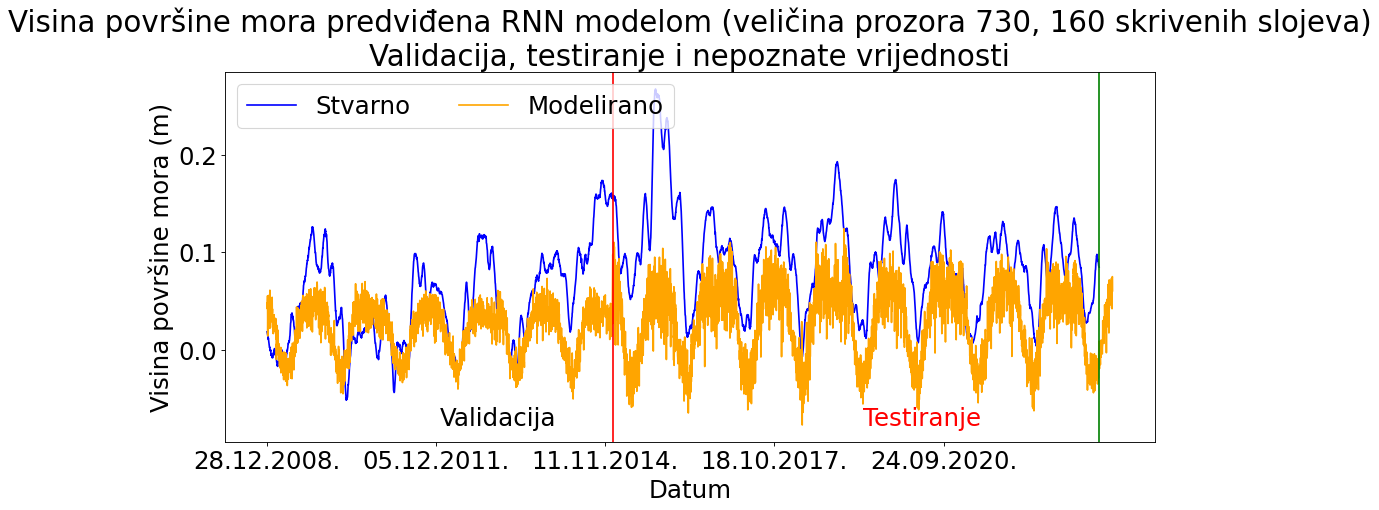 Visina površine mora predviđena RNN modelom (veličina prozora 730, 160 skrivenih slojeva)
Validacija, testiranje i nepoznate vrijednosti
Stvarno Modelirano
Visina površine mora (m)
0.2
0.1
0.0
Validacija Testiranje
28.12.2008. 05.12.2011. 11.11.2014. 18.10.2017. 24.09.2020.
Datum